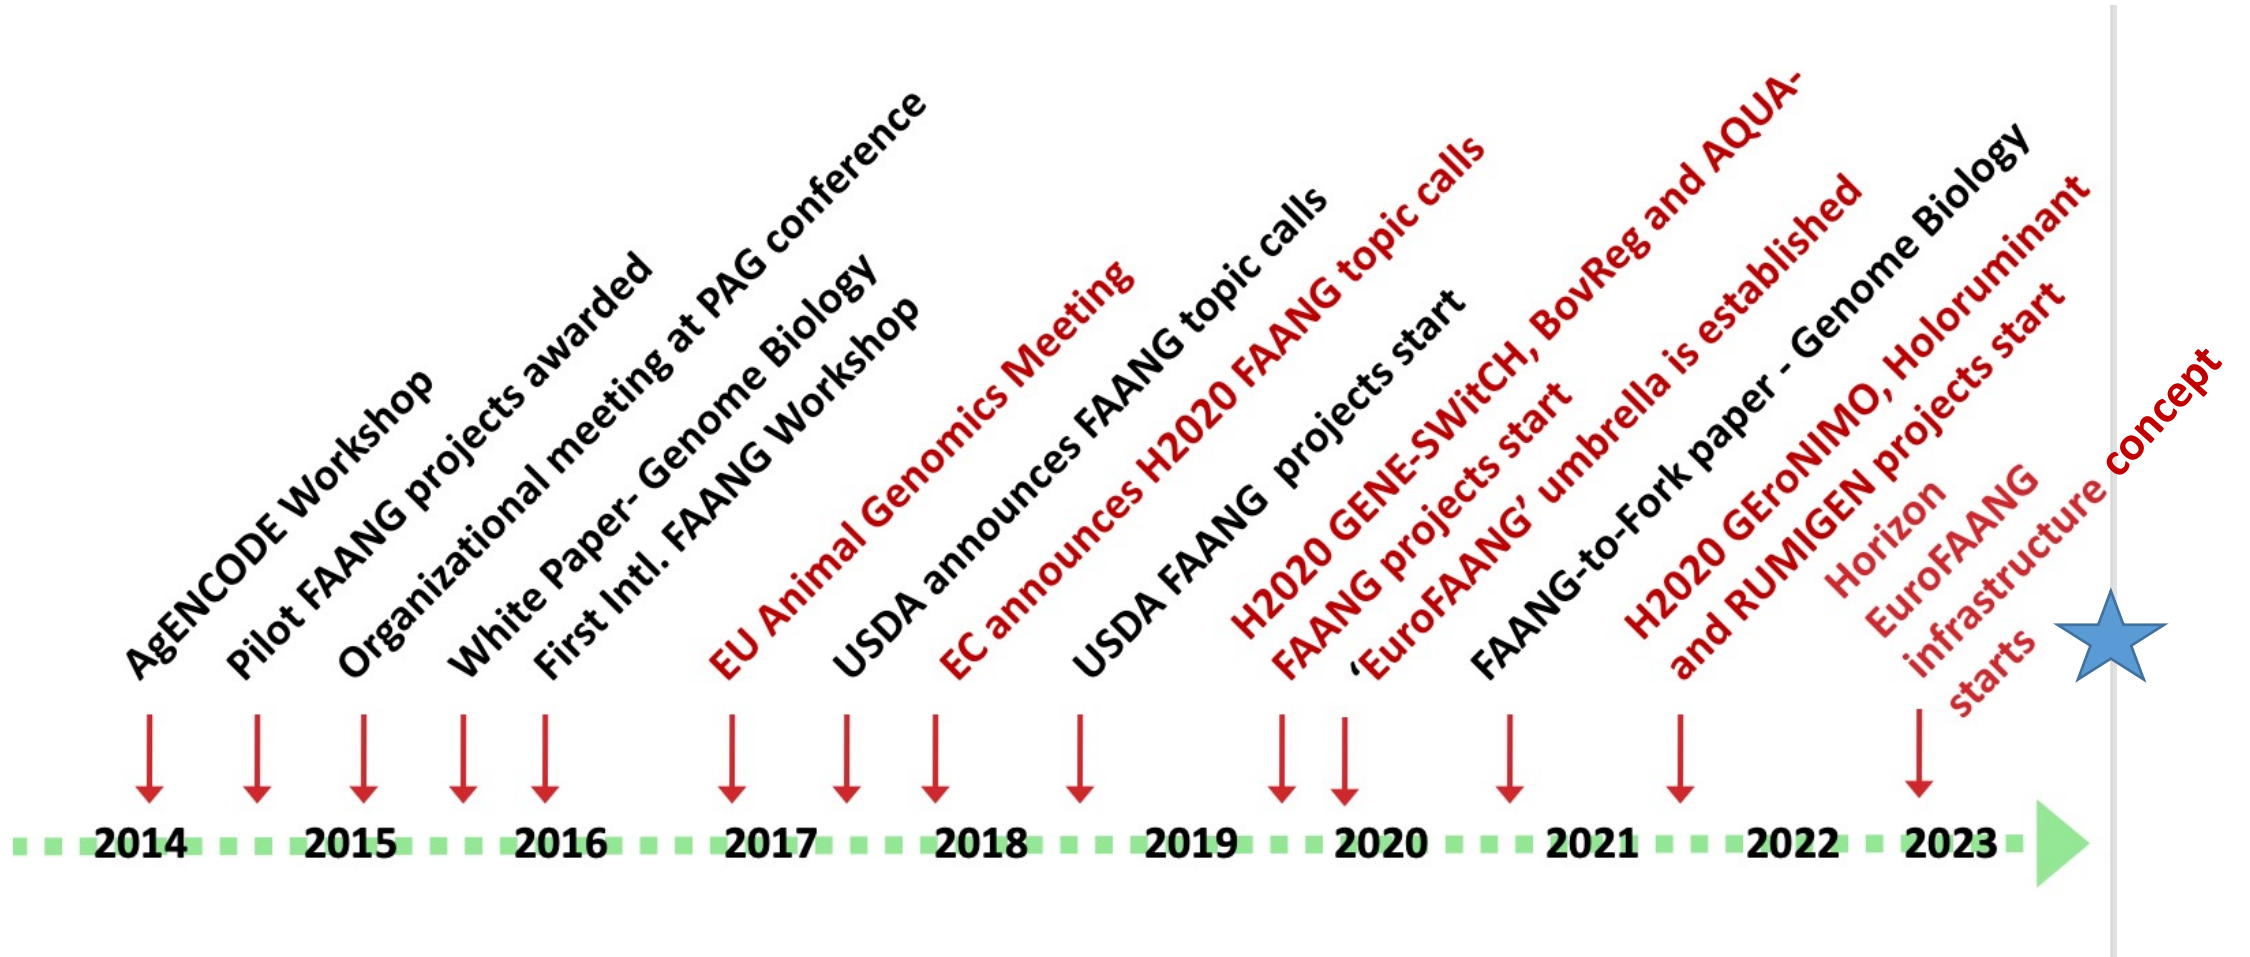 AgENCODE Workshop
Pilot FAANG projects awarded
Organizational meeting at PAG conference
White Paper- Genome Biology
First Intl. FAANG Workshop
EU Animal Genomics Meeting
USDA announces FAANG topic calls
EC announces H2020 FAANG topic calls
USDA FAANG projects start
H2020 GENE-SWitCH, BovReg and AQUA-
FAANG projects start
‘EuroFAANG’ umbrella is established
FAANG-to-Fork paper - Genome Biology
H2020 GEroNIMO, Holoruminant
and RUMIGEN projects start
Horizon
EuroFAANG
infrastructure concept
starts
2014 2015 2016 2017 2018 2019 2020 2021 2022 2023